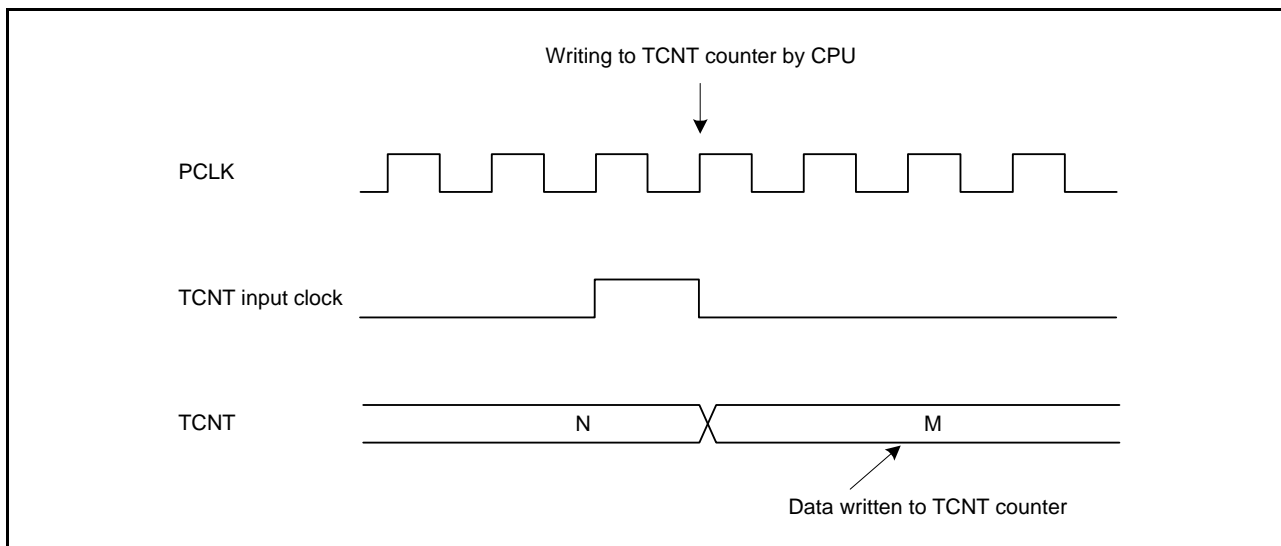 Writing to TCNT counter by CPU
PCLK
TCNT input clock
TCNT
N
M
Data written to TCNT counter